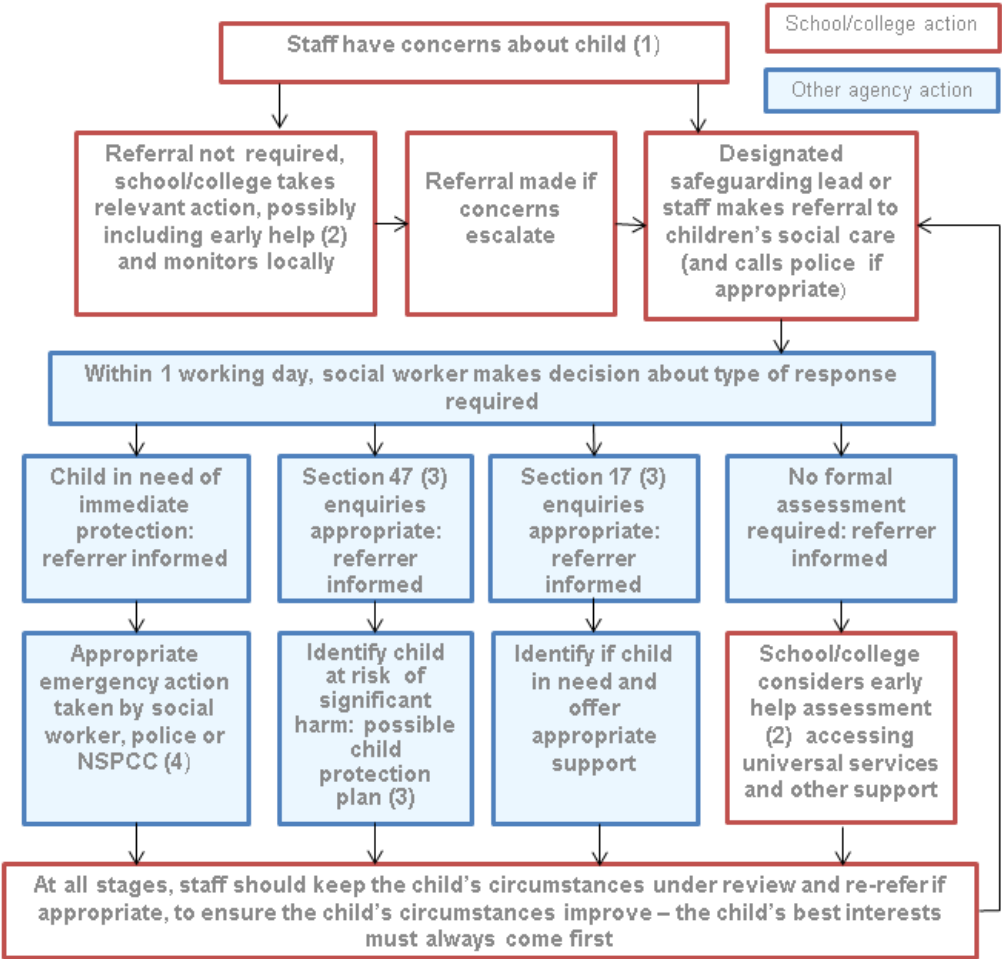 Staff have concerns about child (1)
School/college action
Other agency action
Referral not required,
school/college takes
relevant action, possibly
including early help (2)
and monitors locally
Referral made if
concerns
escalate
Designated
safeguarding lead or
staff makes referral to
children's social care
(and calls police if
appropriate)
Within 1 working day, social worker makes decision about type of response
required
Child in need of
immediate
protection:
referrer informed
Section 47 (3)
enquiries
appropriate:
referrer
informed
Section 17 (3)
enquiries
appropriate:
referrer
informed
No formal
assessment
required: referrer
informed
Appropriate
emergency action
taken by social
worker, police or
NSPCC (4)
Identify child
at risk of
significant
harm: possible
child
protection
plan (3)
Identify if child
in need and
offer
appropriate
support
School/college
considers early
help assessment
(2) accessing
universal services
and other support
At all stages, staff should keep the child's circumstances under review and re-refer if
appropriate, to ensure the child's circumstances improve – the child's best interests
must always come first